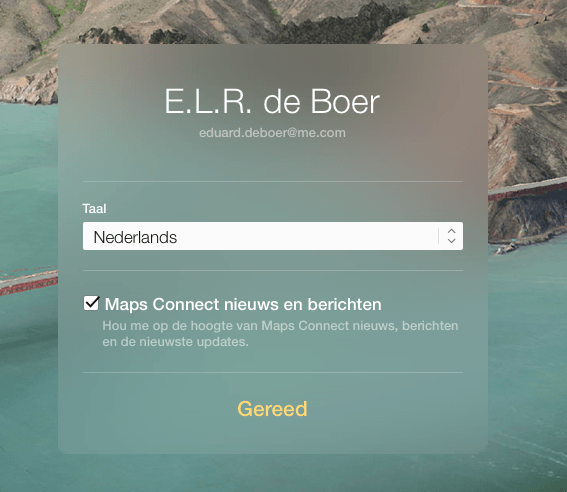 E.L.R. de Boer
eduard.deboer@me.com
Taal
Nederlands
Maps Connect nieuws en berichten
Hou me op de hoogte van Maps Connect nieuws, berichten
en de nieuwste updates.
Gereed